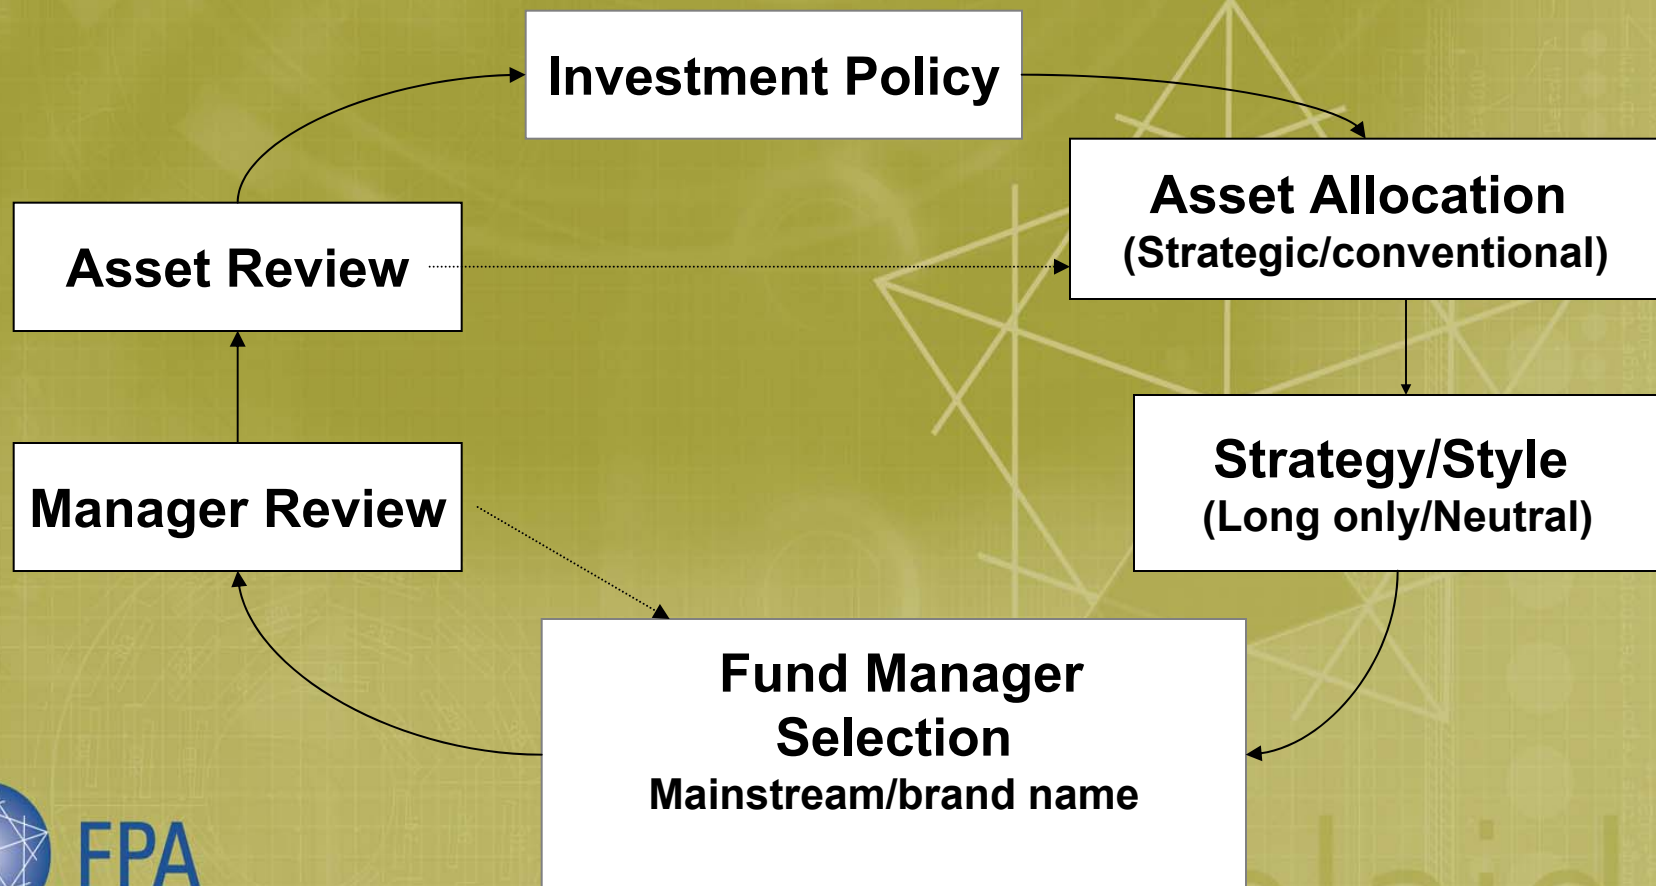 Investment Policy
Asset Allocation
(Strategic/conventional)
Asset Review
Strategy/Style
(Long only/Neutral)
Manager Review
Fund Manager
Selection
Mainstream/brand name
FPA